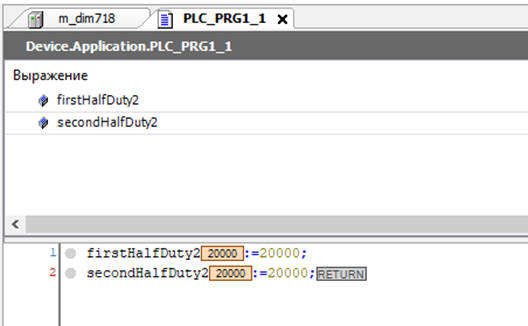 m_dim718 PLC_PRG1_1
Device.Application.PLC_PRG1_1
Выражение
firstHalfDuty2
secondHalfDuty2
1 firstHalfDuty2 20000 :=20000;
2 secondHalfDuty2 20000 :=20000; RETURN